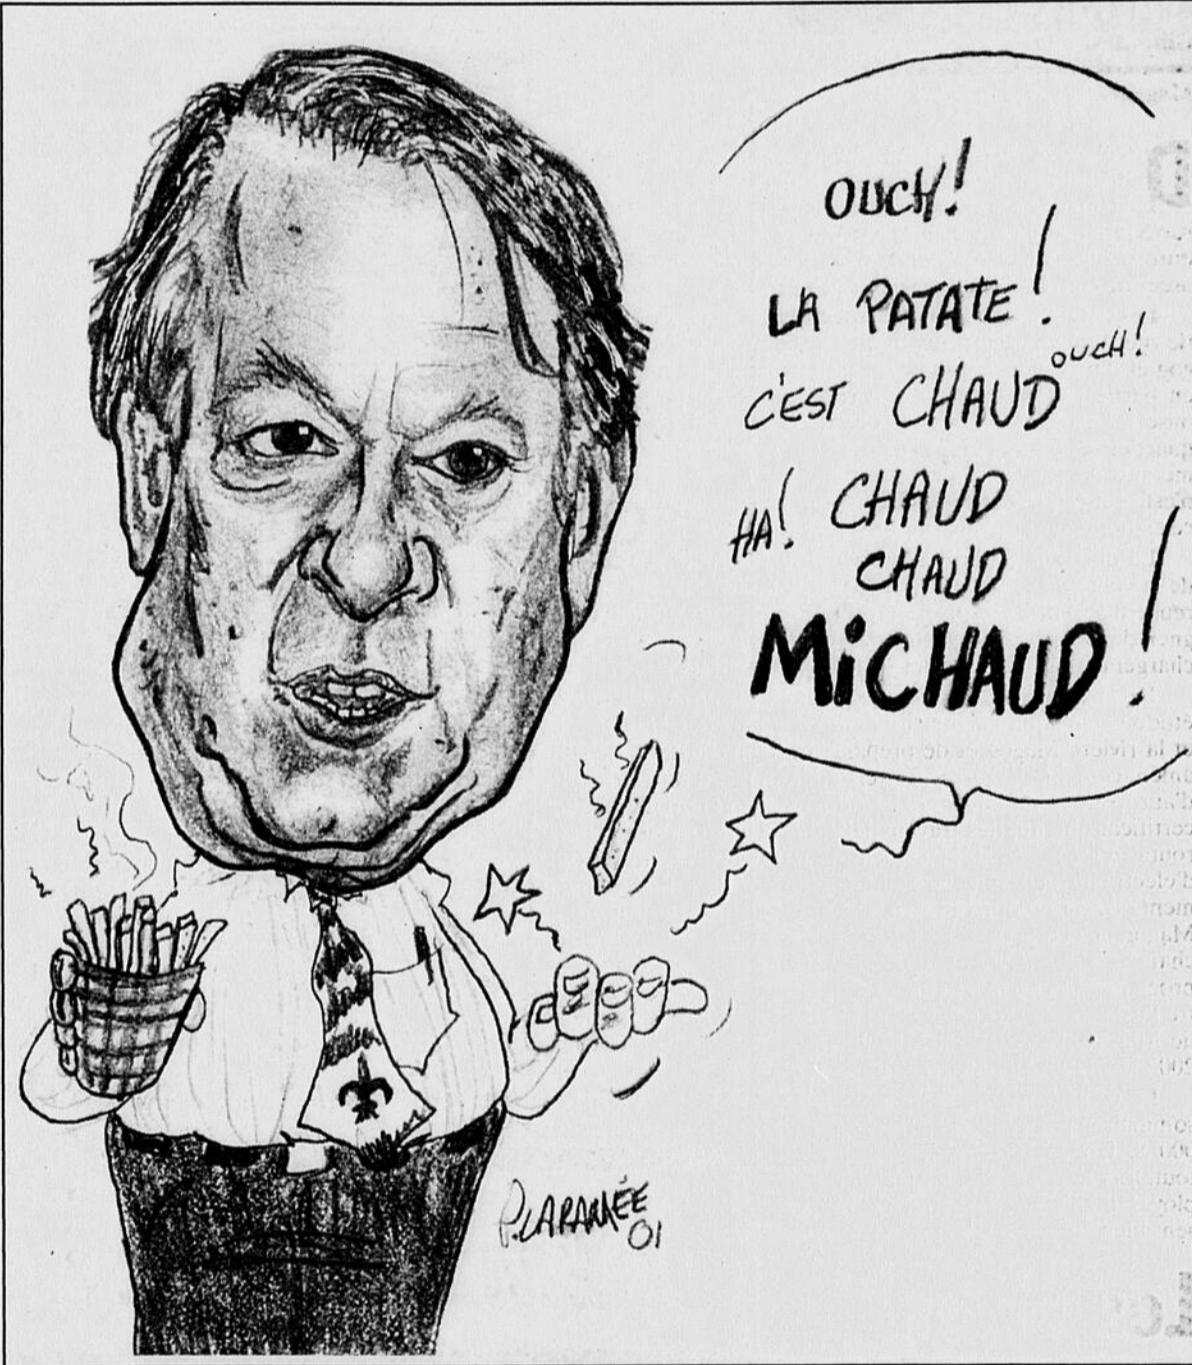 OUCH!
LA PATATE!
C'EST CHAUD OUCH!
HA! CHAUD
CHAUD
MiCHAUD!
P. LARAMÉE
01